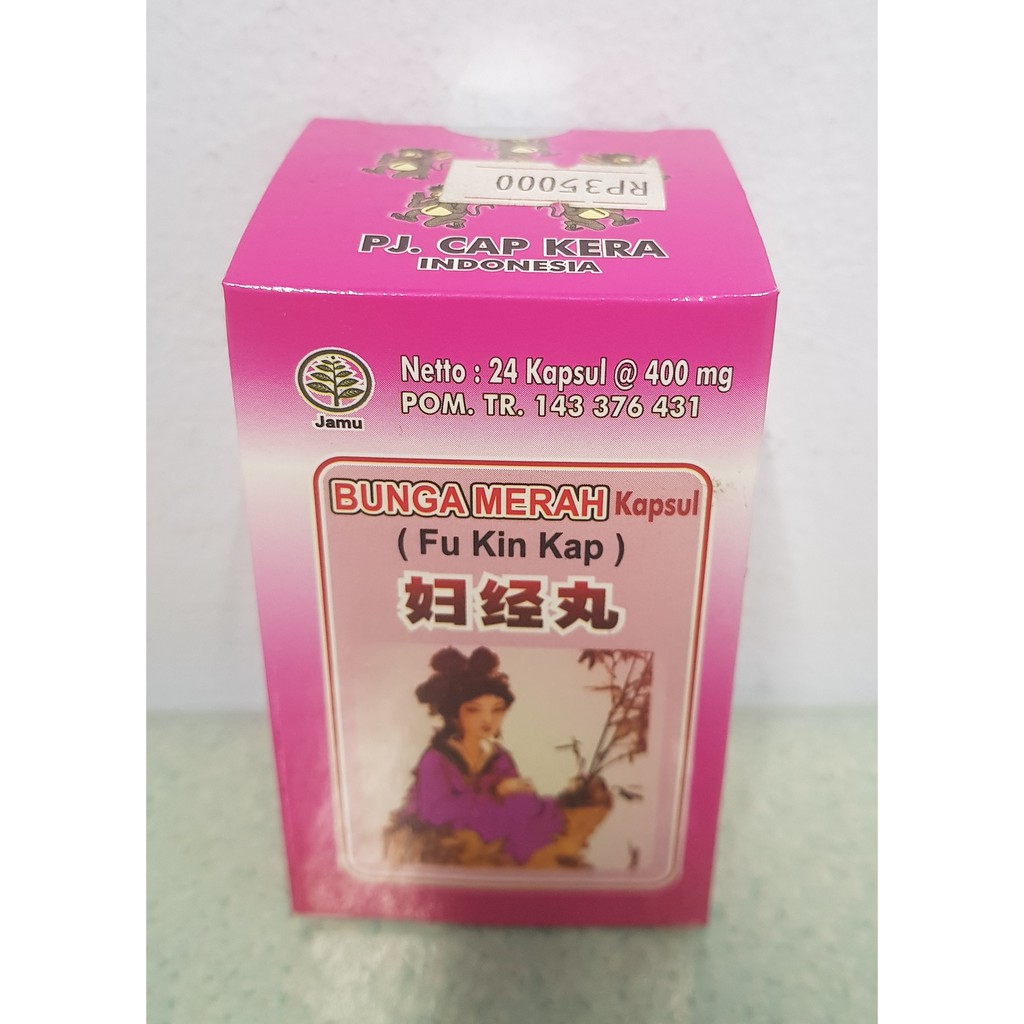 RP35000
PJ. CAP KERA
INDONESIA
Netto : 24 Kapsul @ 400 mg
POM. TR. 143 376 431
Jamu
BUNGA MERAH Kapsul
( Fu Kin Kap )
妇经丸